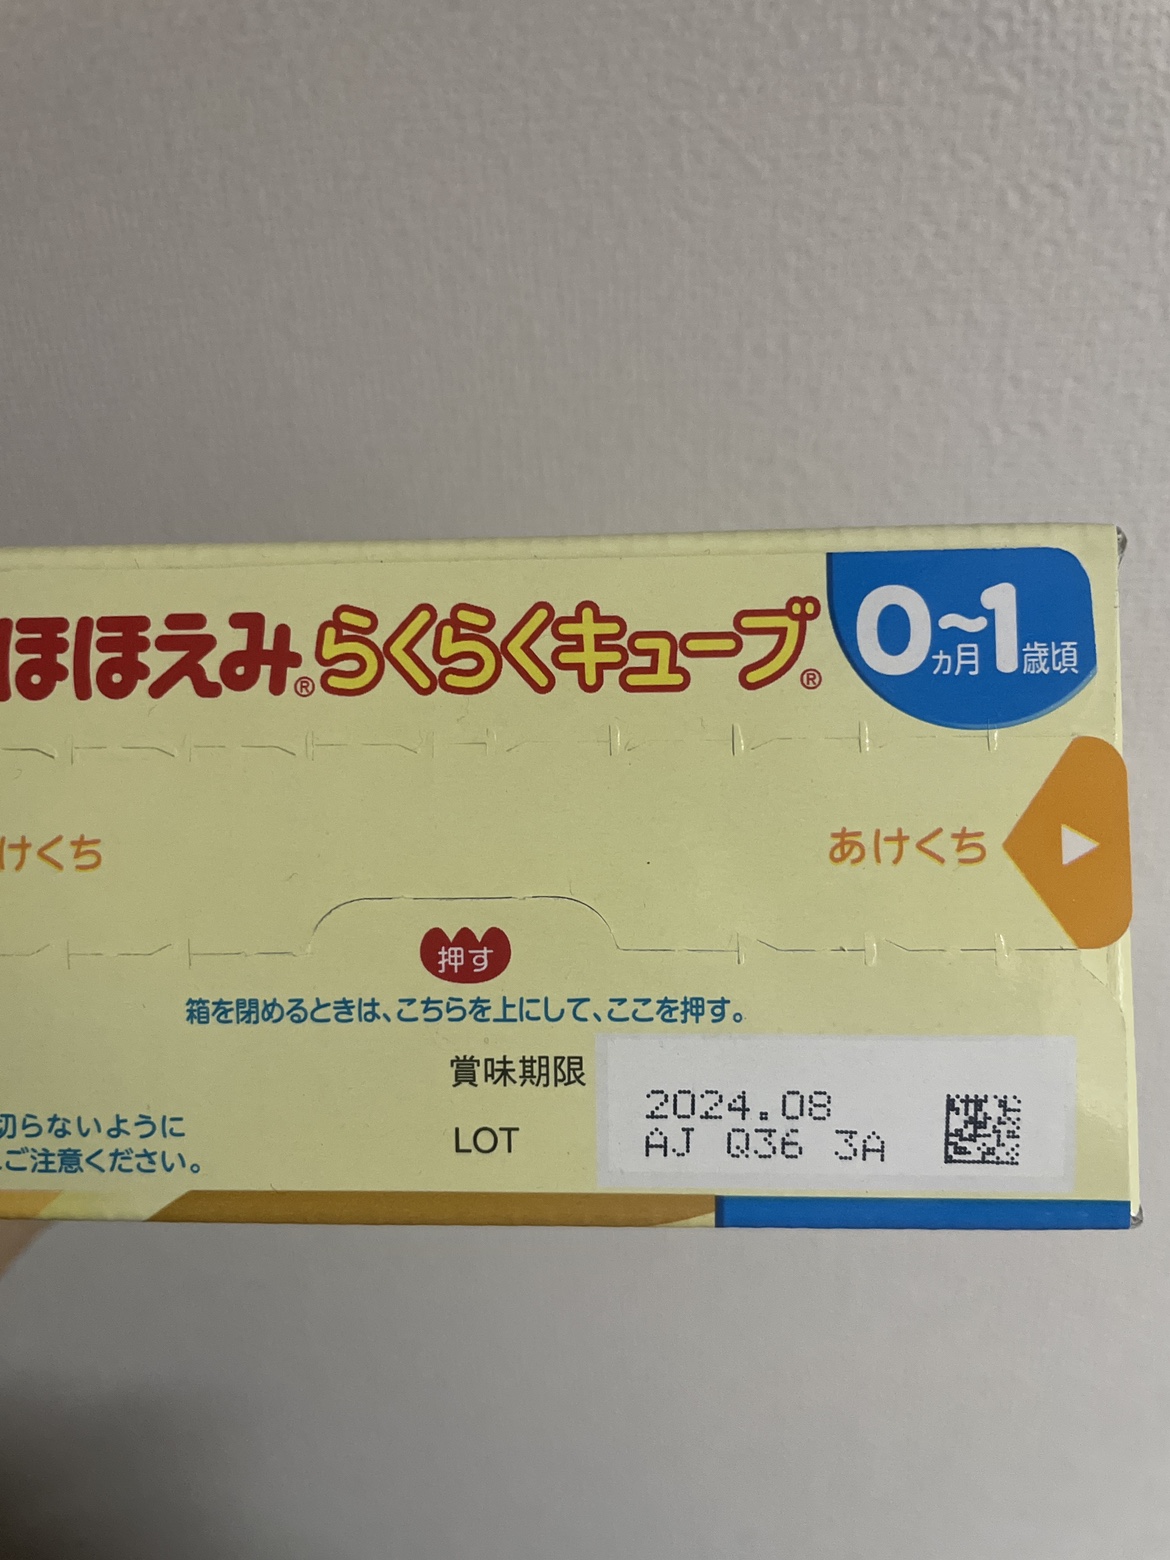 ほほえみ®らくらくキューブ®
0ヵ月~1歳頃
けくち
あけくち
押す
箱を閉めるときは、こちらを上にして、ここを押す。
賞味期限 2024.08
LOT AJ Q36 3A
切らないように
ご注意ください。